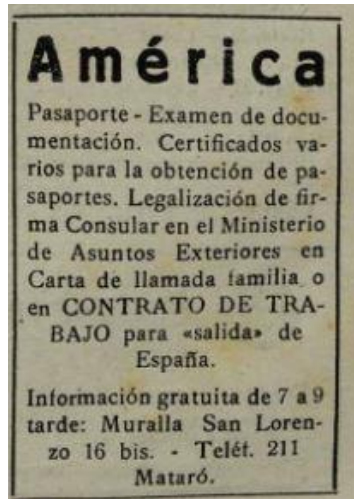 América
Pasaporte - Examen de docu-
mentación. Certificados va-
rios para la obtención de pa-
saportes. Legalización de fir-
ma Consular en el Ministerio
de Asuntos Exteriores en
Carta de llamada familia o
en CONTRATO DE TRA-
BAJO para «salida» de
España.
Información gratuita de 7 a 9
tarde: Muralla San Loren-
zo 16 bis. - Teléf. 211
Mataró.